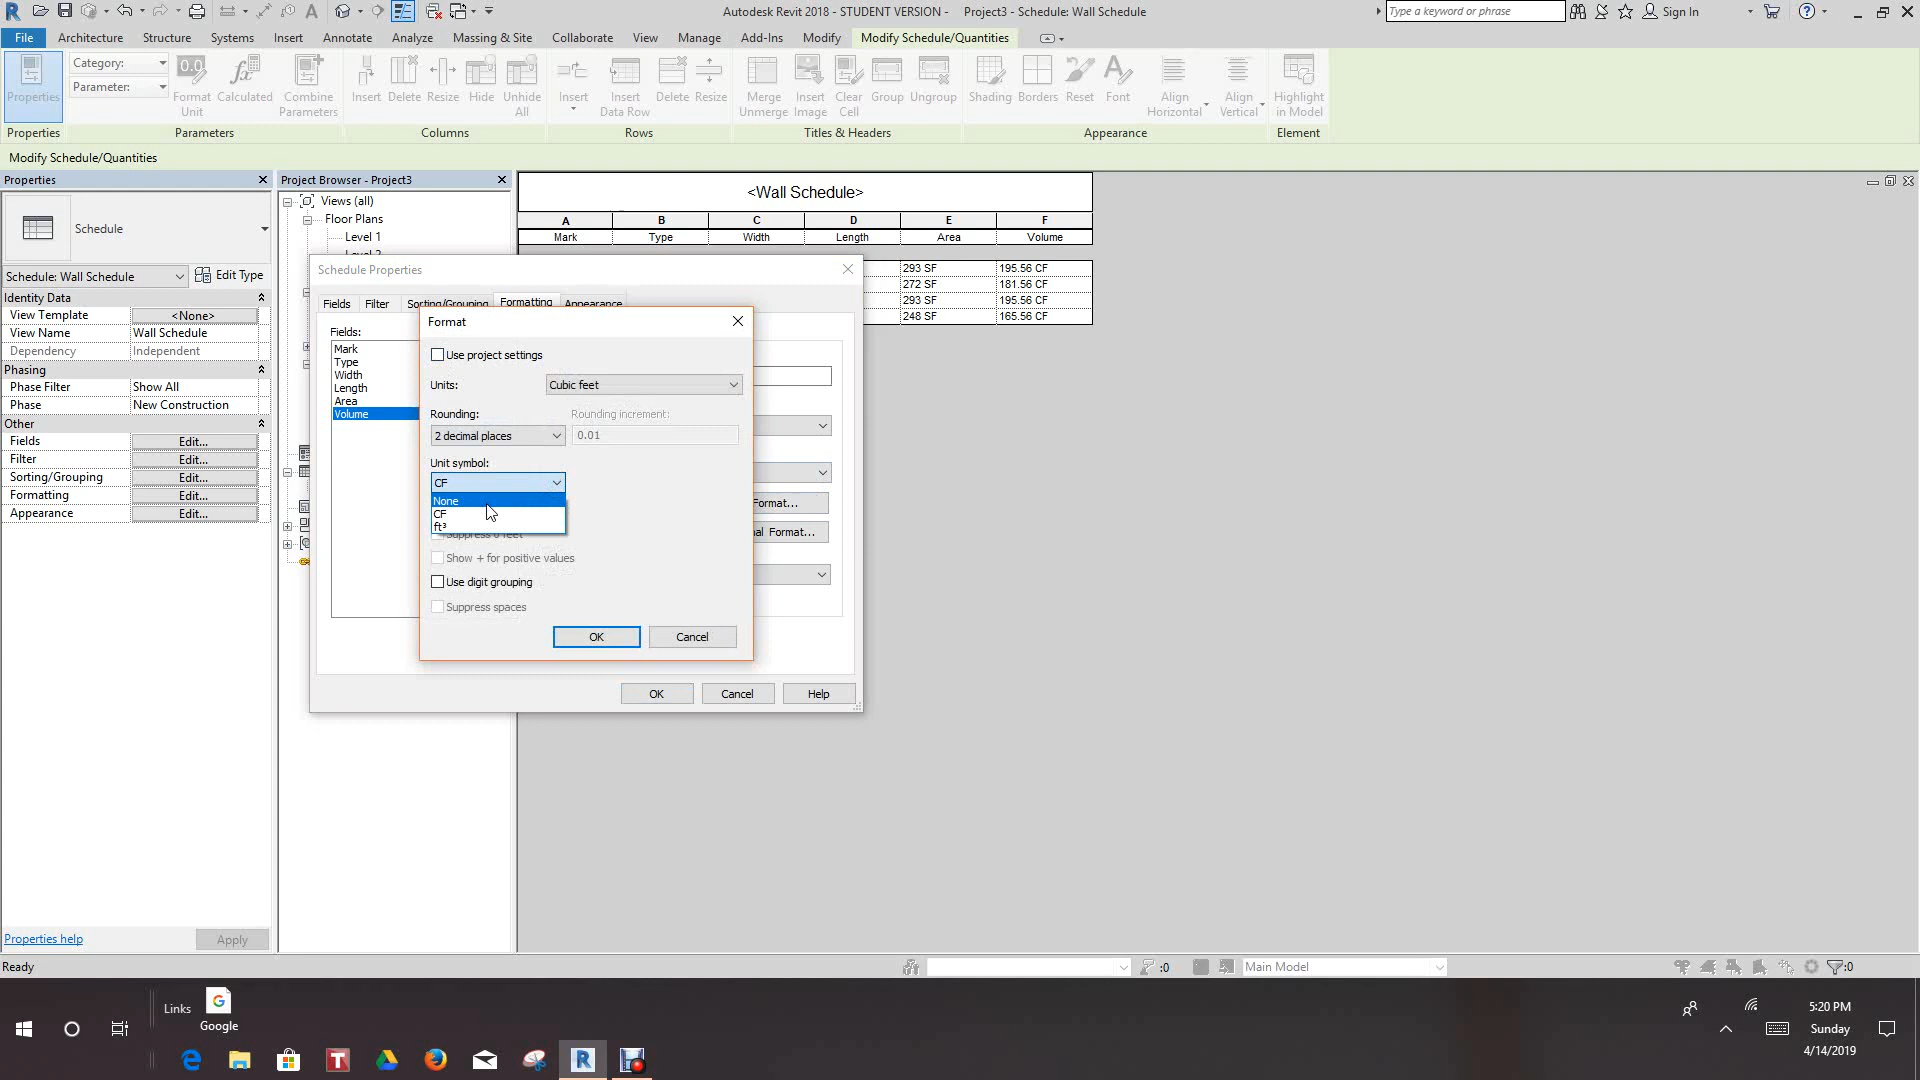 Autodesk Revit 2018 - STUDENT VERSION - Project3 - Schedule: Wall Schedule
Type a keyword or phrase
Sign In
File Architecture Structure Systems Insert Annotate Analyze Massing & Site Collaborate View Manage Add-Ins Modify Modify Schedule/Quantities
Properties
Category:
Parameter:
Format Unit
Calculated
Combine Parameters
Insert
Delete
Resize
Hide
Unhide All
Insert
Insert Data Row
Delete
Resize
Merge Unmerge
Insert Image
Clear Cell
Group
Ungroup
Shading
Borders
Reset
Font
Align Horizontal
Align Vertical
Highlight in Model
Properties Parameters Columns Rows Titles & Headers Appearance Element
Modify Schedule/Quantities
Properties
Schedule
Schedule: Wall Schedule Edit Type
Identity Data
View Template <None>
View Name Wall Schedule
Dependency Independent
Phasing
Phase Filter Show All
Phase New Construction
Other
Fields Edit...
Filter Edit...
Sorting/Grouping Edit...
Formatting Edit...
Appearance Edit...
Properties help Apply
Project Browser - Project3
Views (all)
Floor Plans
Level 1
<Wall Schedule>
A B C D E F
Mark Type Width Length Area Volume
293 SF 195.56 CF
272 SF 181.56 CF
293 SF 195.56 CF
248 SF 165.56 CF
Schedule Properties
Fields Filter Sorting/Grouping Formatting Appearance
Fields:
Mark
Type
Width
Length
Area
Volume
Format...
al Format...
OK Cancel Help
Format
Use project settings
Units: Cubic feet
Rounding: Rounding increment:
2 decimal places 0.01
Unit symbol:
CF
None
CF
ft³
Suppress 0 feet
Show + for positive values
Use digit grouping
Suppress spaces
OK Cancel
Ready
:0
Main Model
:0
Links
Google
5:20 PM
Sunday
4/14/2019